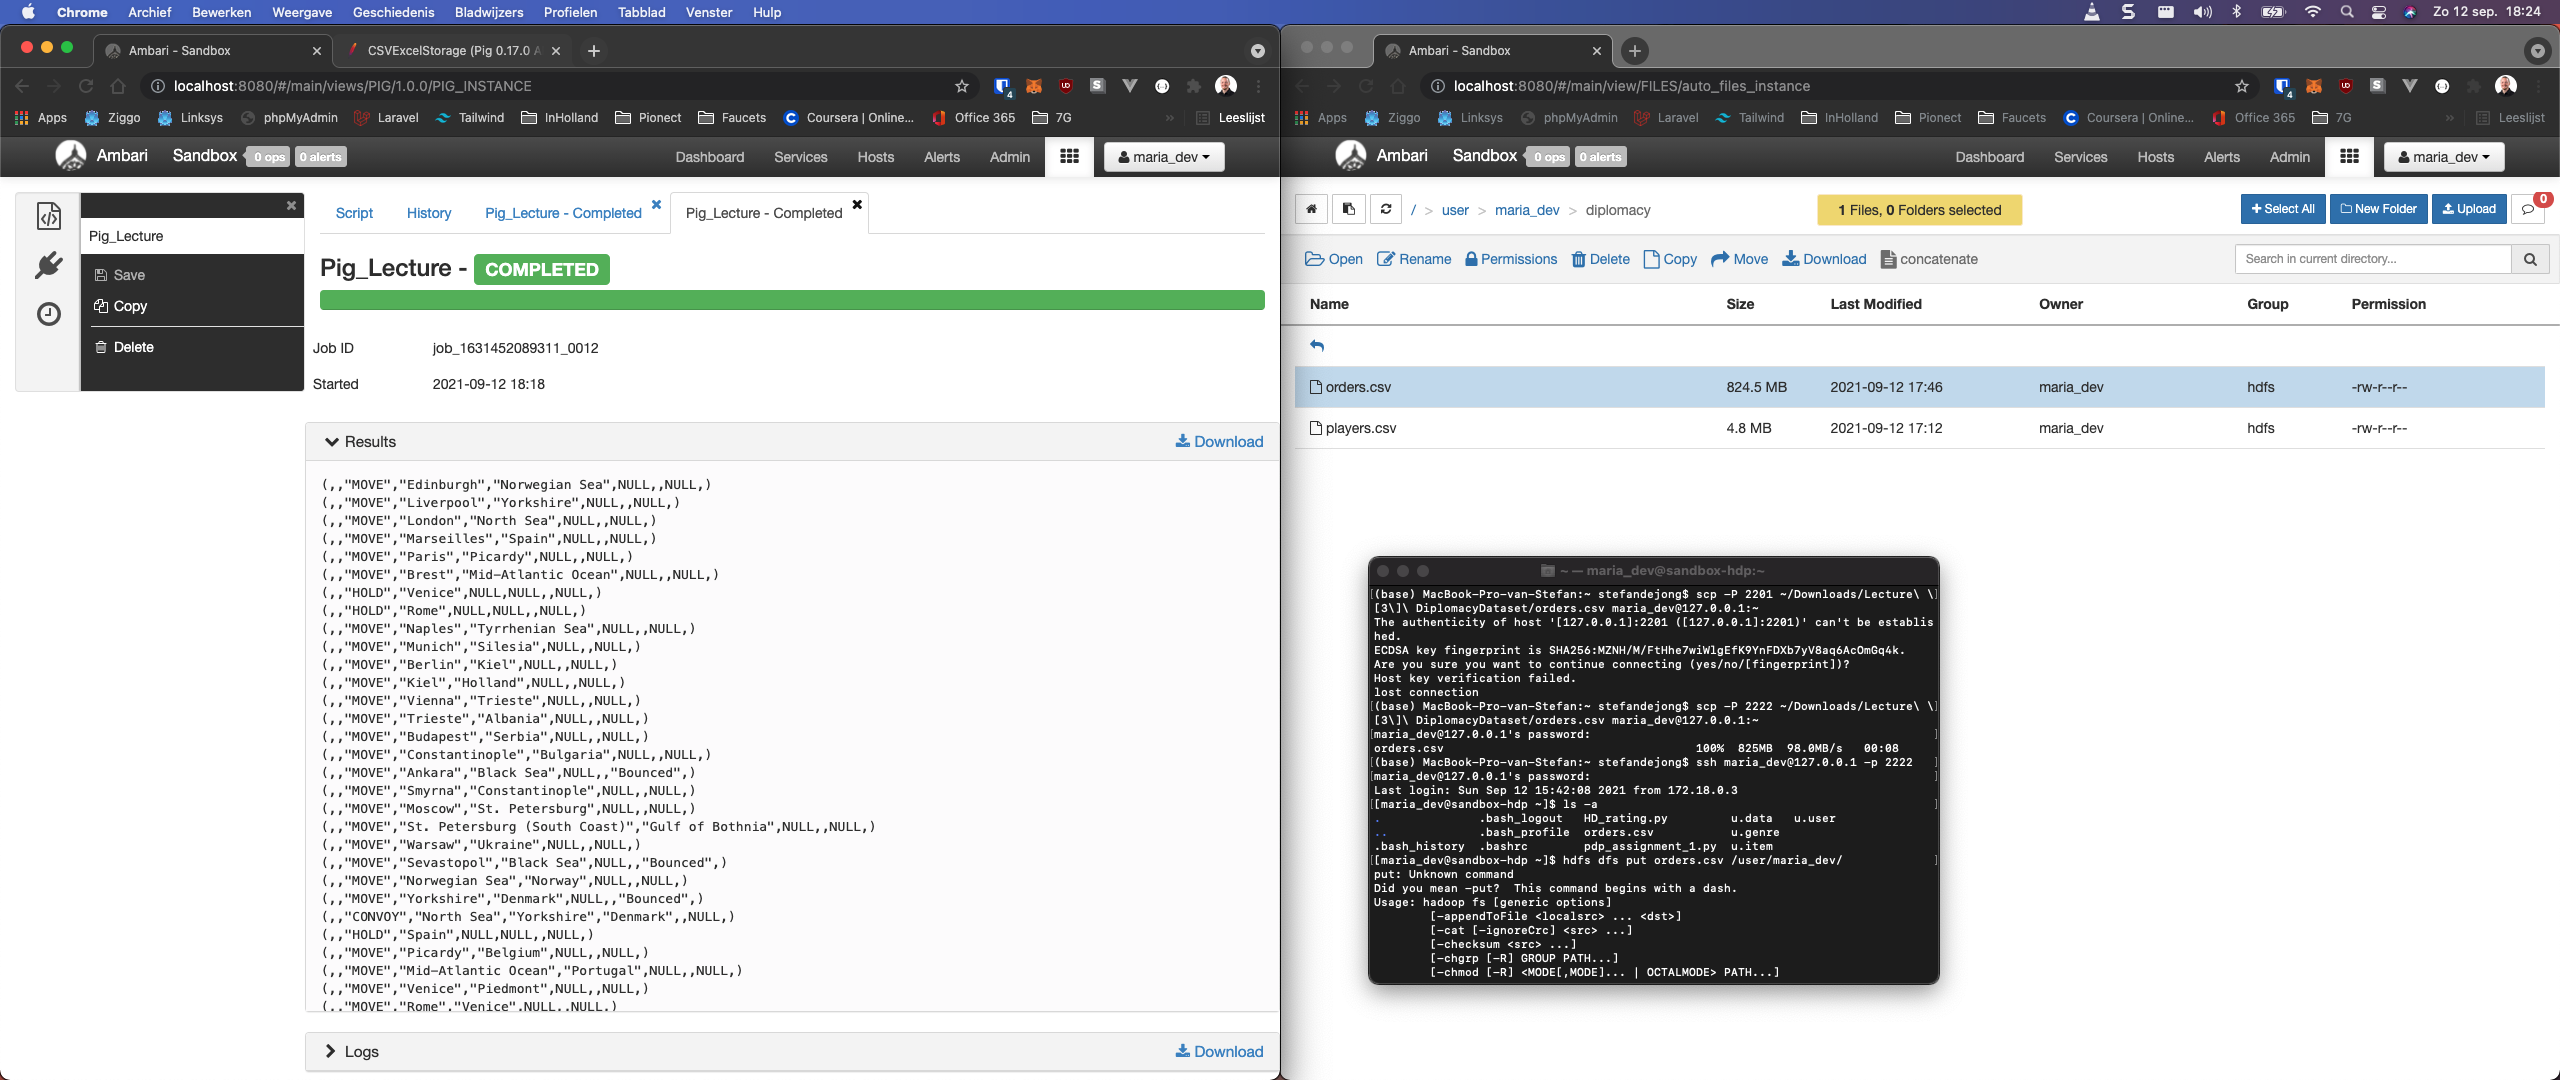 Chrome Archief Bewerken Weergave Geschiedenis Bladwijzers Profielen Tabblad Venster Hulp Zo 12 sep. 18:24
Ambari - Sandbox CSVExcelStorage (Pig 0.17.0 A
localhost:8080/#/main/views/PIG/1.0.0/PIG_INSTANCE
Apps Ziggo Linksys phpMyAdmin Laravel Tailwind InHolland Pionect Faucets Coursera | Online... Office 365 7G » Leeslijst
Ambari Sandbox 0 ops 0 alerts Dashboard Services Hosts Alerts Admin maria_dev
Pig_Lecture
Save
Copy
Delete
Script History Pig_Lecture - Completed Pig_Lecture - Completed
Pig_Lecture - COMPLETED
Job ID job_1631452089311_0012
Started 2021-09-12 18:18
Results Download
(,,"MOVE","Edinburgh","Norwegian Sea",NULL,,NULL,)
(,,"MOVE","Liverpool","Yorkshire",NULL,,NULL,)
(,,"MOVE","London","North Sea",NULL,,NULL,)
(,,"MOVE","Marseilles","Spain",NULL,,NULL,)
(,,"MOVE","Paris","Picardy",NULL,,NULL,)
(,,"MOVE","Brest","Mid-Atlantic Ocean",NULL,,NULL,)
(,,"HOLD","Venice",NULL,NULL,,NULL,)
(,,"HOLD","Rome",NULL,NULL,,NULL,)
(,,"MOVE","Naples","Tyrrhenian Sea",NULL,,NULL,)
(,,"MOVE","Munich","Silesia",NULL,,NULL,)
(,,"MOVE","Berlin","Kiel",NULL,,NULL,)
(,,"MOVE","Kiel","Holland",NULL,,NULL,)
(,,"MOVE","Vienna","Trieste",NULL,,NULL,)
(,,"MOVE","Trieste","Albania",NULL,,NULL,)
(,,"MOVE","Budapest","Serbia",NULL,,NULL,)
(,,"MOVE","Constantinople","Bulgaria",NULL,,NULL,)
(,,"MOVE","Ankara","Black Sea",NULL,,"Bounced",)
(,,"MOVE","Smyrna","Constantinople",NULL,,NULL,)
(,,"MOVE","Moscow","St. Petersburg",NULL,,NULL,)
(,,"MOVE","St. Petersburg (South Coast)","Gulf of Bothnia",NULL,,NULL,)
(,,"MOVE","Warsaw","Ukraine",NULL,,NULL,)
(,,"MOVE","Sevastopol","Black Sea",NULL,,"Bounced",)
(,,"MOVE","Norwegian Sea","Norway",NULL,,NULL,)
(,,"MOVE","Yorkshire","Denmark",NULL,,"Bounced",)
(,,"CONVOY","North Sea","Yorkshire","Denmark",,NULL,)
(,,"HOLD","Spain",NULL,NULL,,NULL,)
(,,"MOVE","Picardy","Belgium",NULL,,NULL,)
(,,"MOVE","Mid-Atlantic Ocean","Portugal",NULL,,NULL,)
(,,"MOVE","Venice","Piedmont",NULL,,NULL,)
(,,"MOVE","Rome","Venice",NULL,,NULL,)
Logs Download
Ambari - Sandbox
localhost:8080/#/main/view/FILES/auto_files_instance
Apps Ziggo Linksys phpMyAdmin Laravel Tailwind InHolland Pionect Faucets Coursera | Online... Office 365 7G » Leeslijst
Ambari Sandbox 0 ops 0 alerts Dashboard Services Hosts Alerts Admin maria_dev
/ > user > maria_dev > diplomacy 1 Files, 0 Folders selected Select All New Folder Upload 0
Open Rename Permissions Delete Copy Move Download concatenate Search in current directory...
Name Size Last Modified Owner Group Permission
orders.csv 824.5 MB 2021-09-12 17:46 maria_dev hdfs -rw-r--r--
players.csv 4.8 MB 2021-09-12 17:12 maria_dev hdfs -rw-r--r--
~ — maria_dev@sandbox-hdp:~
(base) MacBook-Pro-van-Stefan:~ stefandejong$ scp -P 2201 ~/Downloads/Lecture\ \
[3\]\ DiplomacyDataset/orders.csv maria_dev@127.0.0.1:~
The authenticity of host '[127.0.0.1]:2201 ([127.0.0.1]:2201)' can't be establis
hed.
ECDSA key fingerprint is SHA256:MZNH/M/FtHhe7wiWlgEfK9YnFDXb7yV8aq6AcOmGq4k.
Are you sure you want to continue connecting (yes/no/[fingerprint])?
Host key verification failed.
lost connection
(base) MacBook-Pro-van-Stefan:~ stefandejong$ scp -P 2222 ~/Downloads/Lecture\ \
[3\]\ DiplomacyDataset/orders.csv maria_dev@127.0.0.1:~
maria_dev@127.0.0.1's password:
orders.csv 100% 825MB 98.0MB/s 00:08
(base) MacBook-Pro-van-Stefan:~ stefandejong$ ssh maria_dev@127.0.0.1 -p 2222
maria_dev@127.0.0.1's password:
Last login: Sun Sep 12 15:42:08 2021 from 172.18.0.3
[maria_dev@sandbox-hdp ~]$ ls -a
. .bash_logout HD_rating.py u.data u.user
.. .bash_profile orders.csv u.genre
.bash_history .bashrc pdp_assignment_1.py u.item
[maria_dev@sandbox-hdp ~]$ hdfs dfs put orders.csv /user/maria_dev/
put: Unknown command
Did you mean -put? This command begins with a dash.
Usage: hadoop fs [generic options]
[-appendToFile <localsrc> ... <dst>]
[-cat [-ignoreCrc] <src> ...]
[-checksum <src> ...]
[-chgrp [-R] GROUP PATH...]
[-chmod [-R] <MODE[,MODE]... | OCTALMODE> PATH...]